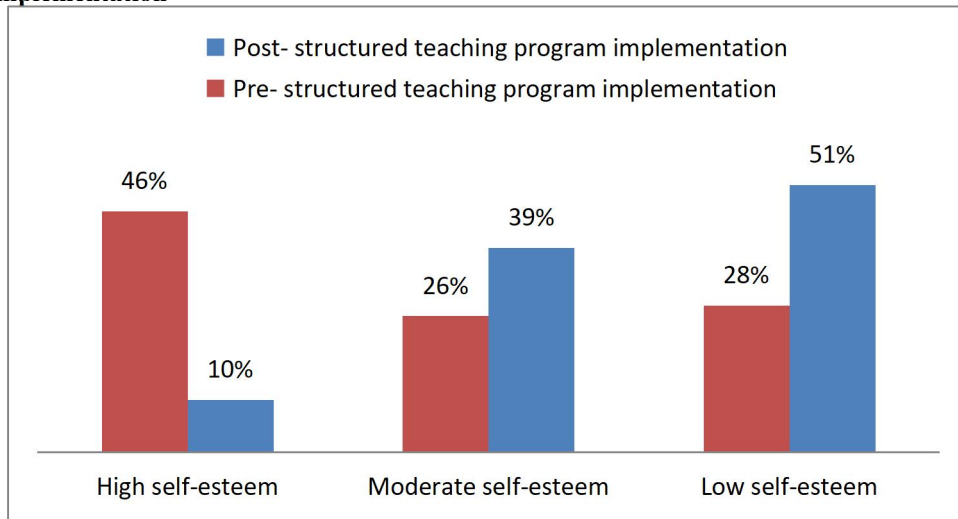 Post- structured teaching program implementation
Pre- structured teaching program implementation
51%
46%
39%
26%
28%
10%
High self-esteem Moderate self-esteem Low self-esteem